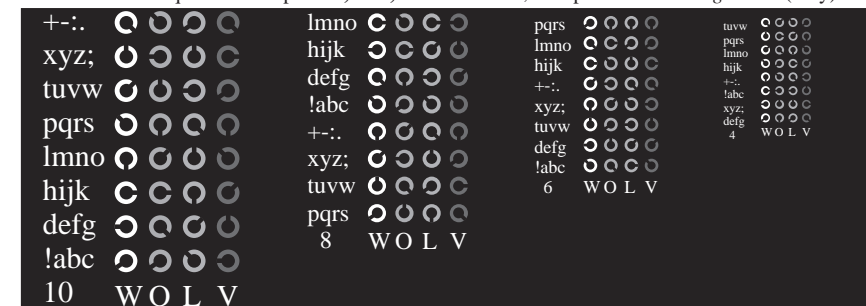 +-:.
xyz;
tuvw
pqrs
lmno
hijk
defg
!abc
10 W O L V
lmno
hijk
defg
!abc
+-:.
xyz;
tuvw
pqrs
8 W O L V
pqrs
lmno
hijk
+-:.
xyz;
tuvw
defg
!abc
6 W O L V
tuvw
pqrs
lmno
hijk
+-:.
!abc
xyz;
defg
4 W O L V